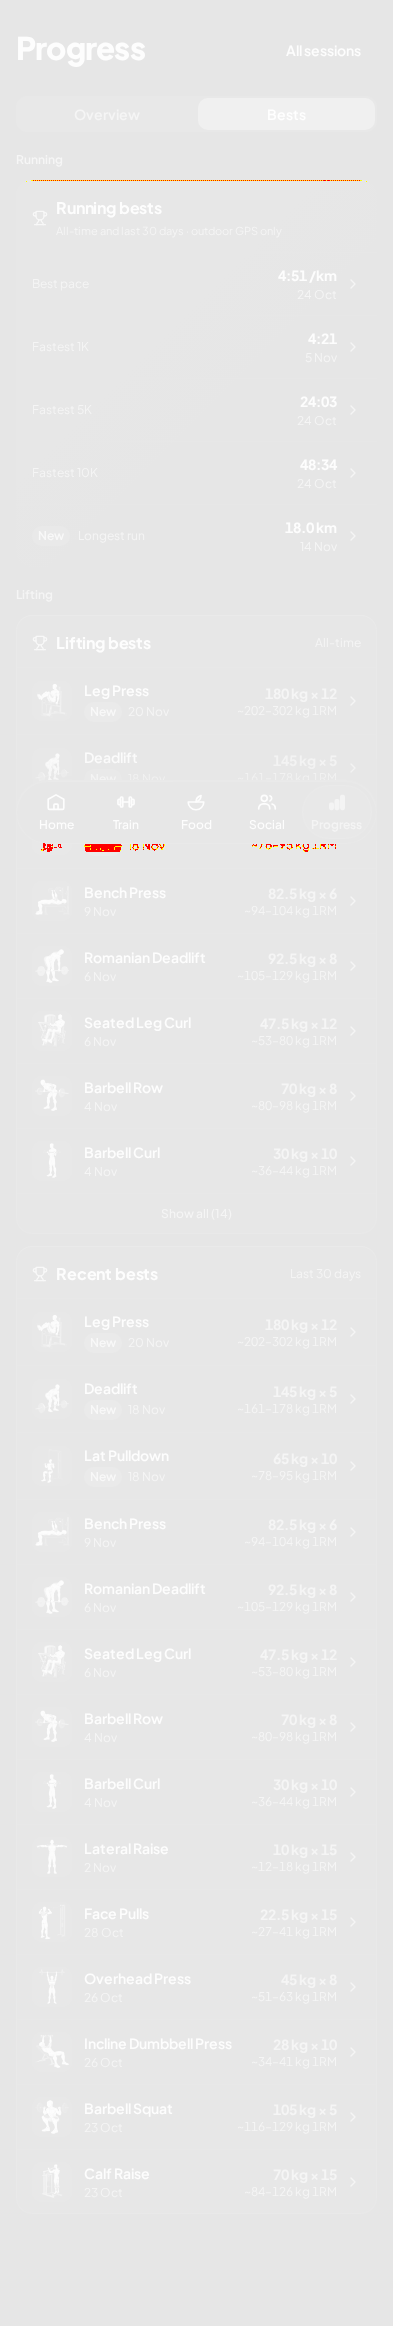 Progress
All sessions
Overview
Bests
Running
Running bests
All-time and last 30 days · outdoor GPS only
Best pace
4:51 /km
24 Oct
Fastest 1K
4:21
5 Nov
Fastest 5K
24:03
24 Oct
Fastest 10K
48:34
24 Oct
New Longest run
18.0 km
14 Nov
Lifting
Lifting bests
All-time
Leg Press
180 kg × 12
New 20 Nov
~202–302 kg 1RM
Deadlift
145 kg × 5
New 18 Nov
~161–178 kg 1RM
Home
Train
Food
Social
Progress
Bench Press
82.5 kg × 6
9 Nov
~94–104 kg 1RM
Romanian Deadlift
92.5 kg × 8
6 Nov
~105–129 kg 1RM
Seated Leg Curl
47.5 kg × 12
6 Nov
~53–80 kg 1RM
Barbell Row
70 kg × 8
4 Nov
~80–98 kg 1RM
Barbell Curl
30 kg × 10
4 Nov
~36–44 kg 1RM
Show all (14)
Recent bests
Last 30 days
Leg Press
180 kg × 12
New 20 Nov
~202–302 kg 1RM
Deadlift
145 kg × 5
New 18 Nov
~161–178 kg 1RM
Lat Pulldown
65 kg × 10
New 18 Nov
~78–95 kg 1RM
Bench Press
82.5 kg × 6
9 Nov
~94–104 kg 1RM
Romanian Deadlift
92.5 kg × 8
6 Nov
~105–129 kg 1RM
Seated Leg Curl
47.5 kg × 12
6 Nov
~53–80 kg 1RM
Barbell Row
70 kg × 8
4 Nov
~80–98 kg 1RM
Barbell Curl
30 kg × 10
4 Nov
~36–44 kg 1RM
Lateral Raise
10 kg × 15
2 Nov
~12–18 kg 1RM
Face Pulls
22.5 kg × 15
28 Oct
~27–41 kg 1RM
Overhead Press
45 kg × 8
26 Oct
~51–63 kg 1RM
Incline Dumbbell Press
28 kg × 10
26 Oct
~34–41 kg 1RM
Barbell Squat
105 kg × 5
23 Oct
~116–129 kg 1RM
Calf Raise
70 kg × 15
23 Oct
~84–126 kg 1RM